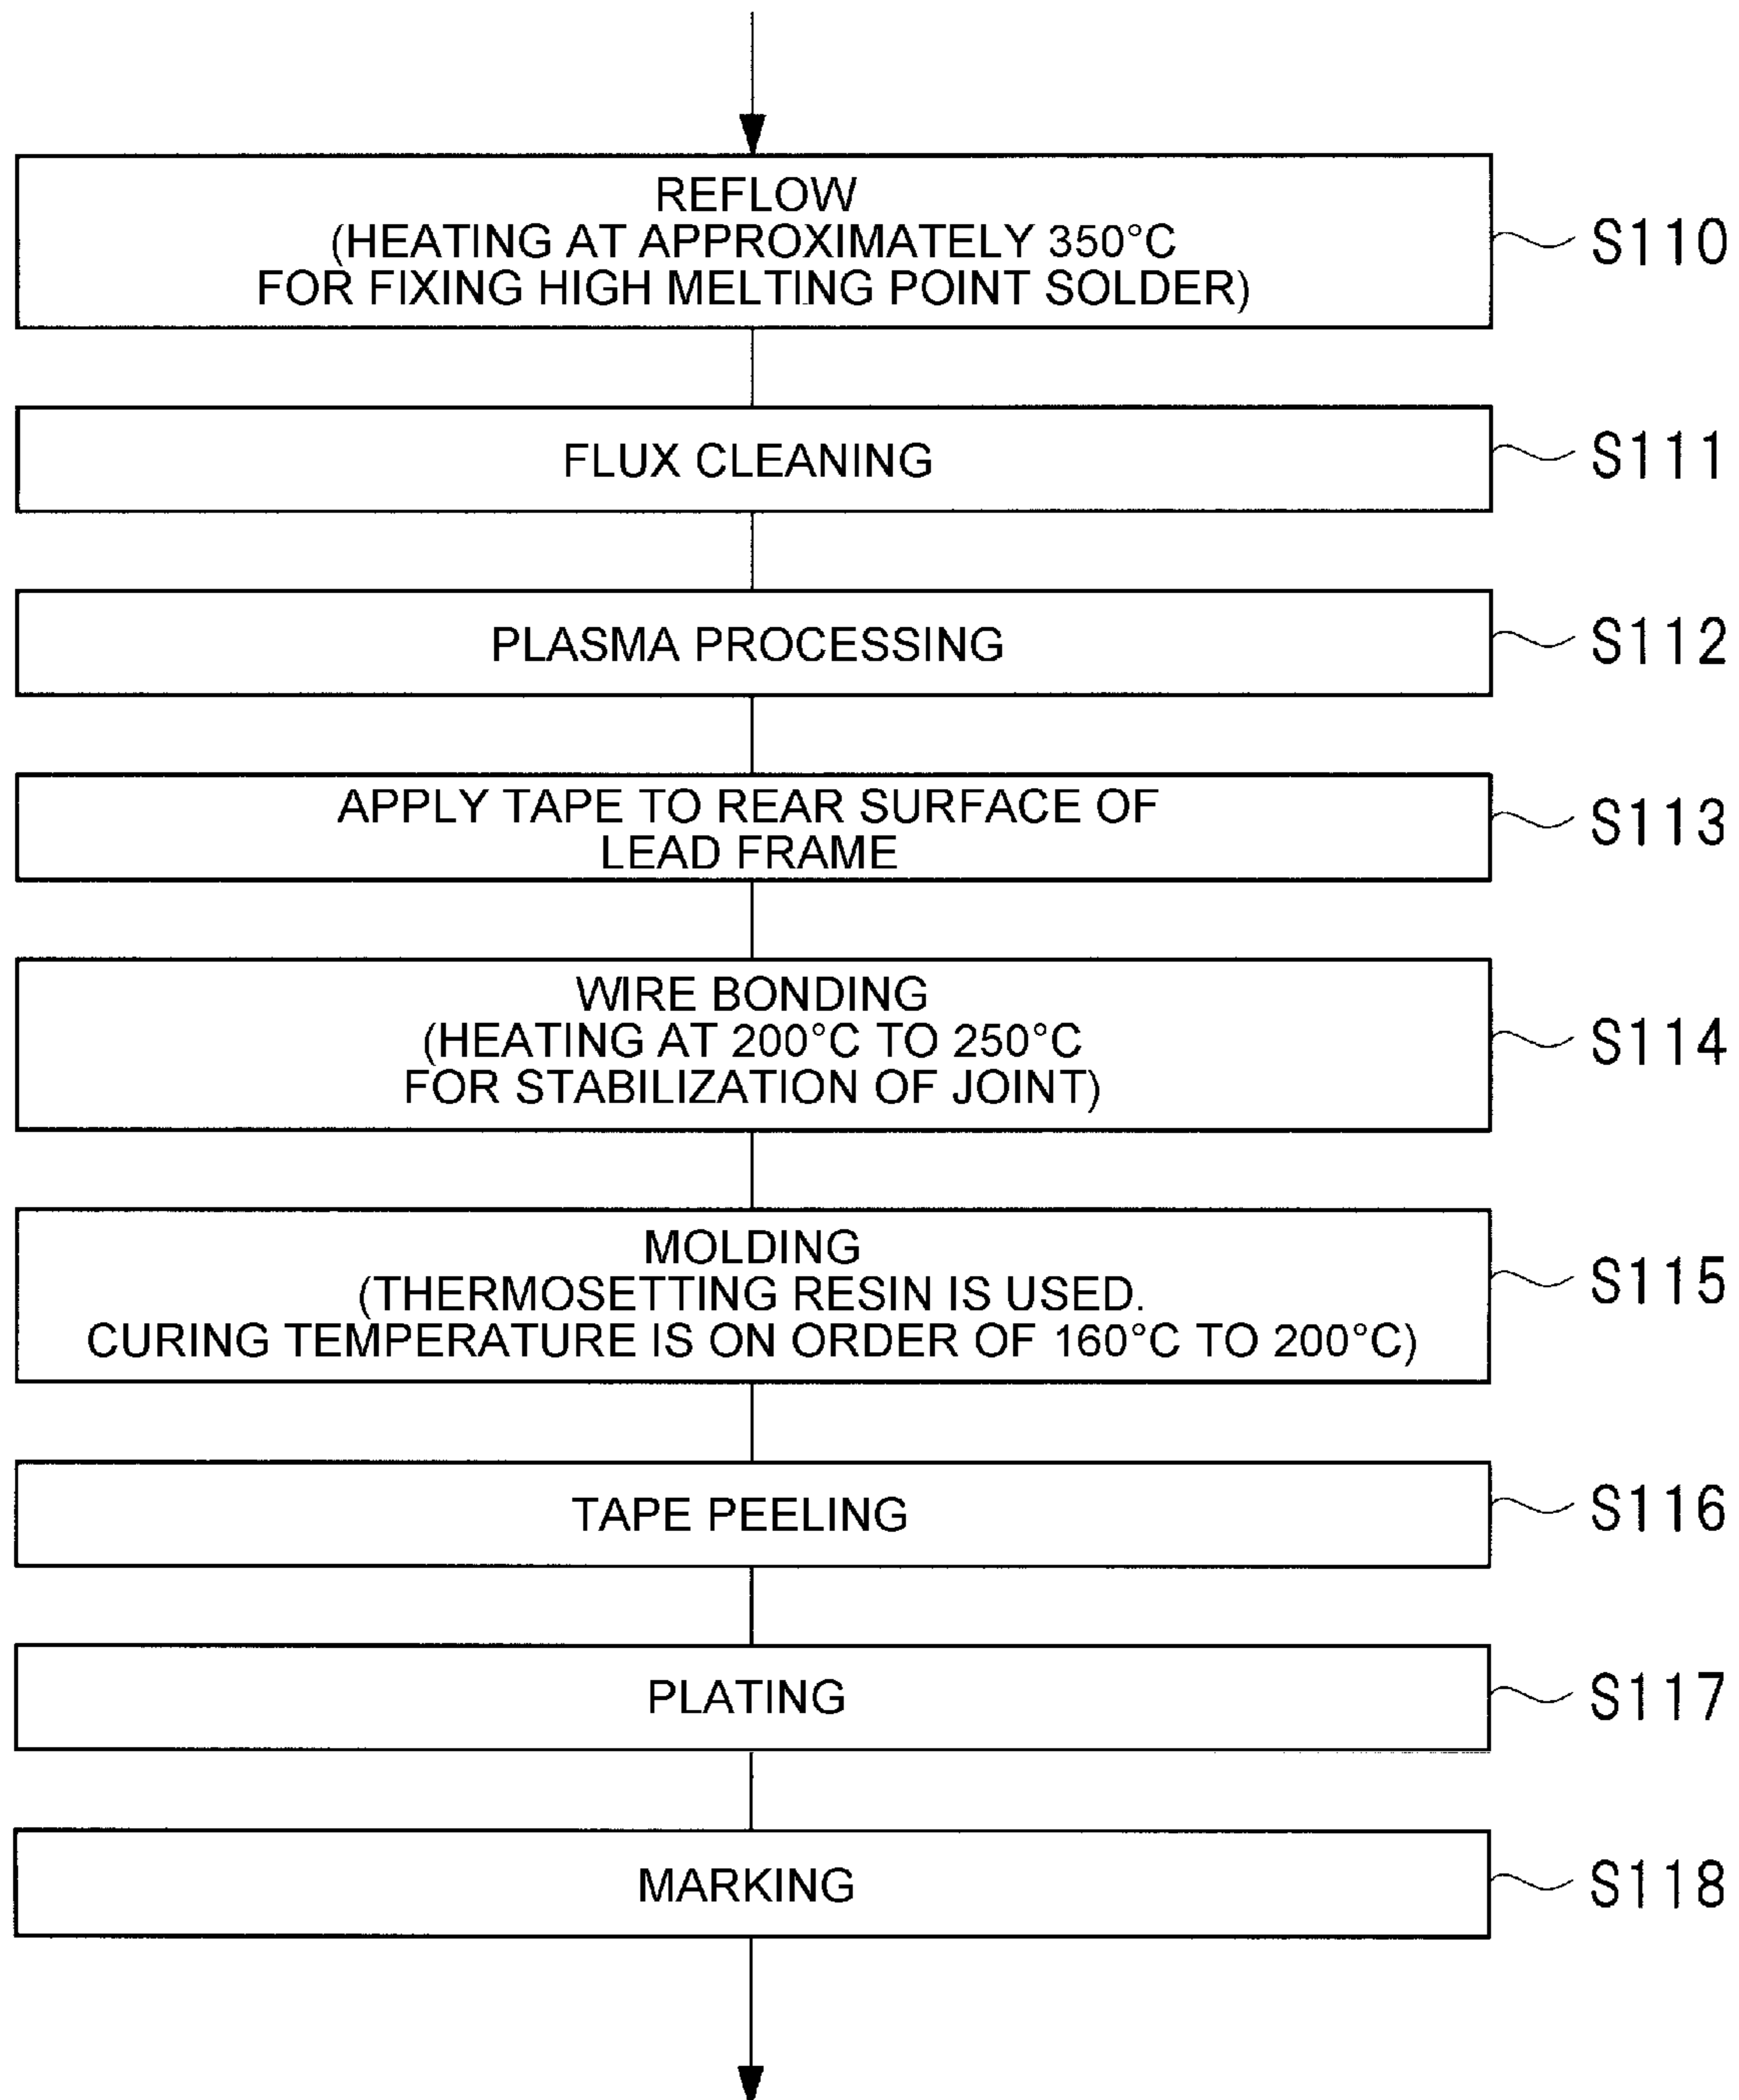 REFLOW
(HEATING AT APPROXIMATELY 350°C
FOR FIXING HIGH MELTING POINT SOLDER)
S110
FLUX CLEANING
S111
PLASMA PROCESSING
S112
APPLY TAPE TO REAR SURFACE OF
LEAD FRAME
S113
WIRE BONDING
(HEATING AT 200°C TO 250°C
FOR STABILIZATION OF JOINT)
S114
MOLDING
(THERMOSETTING RESIN IS USED.
CURING TEMPERATURE IS ON ORDER OF 160°C TO 200°C)
S115
TAPE PEELING
S116
PLATING
S117
MARKING
S118